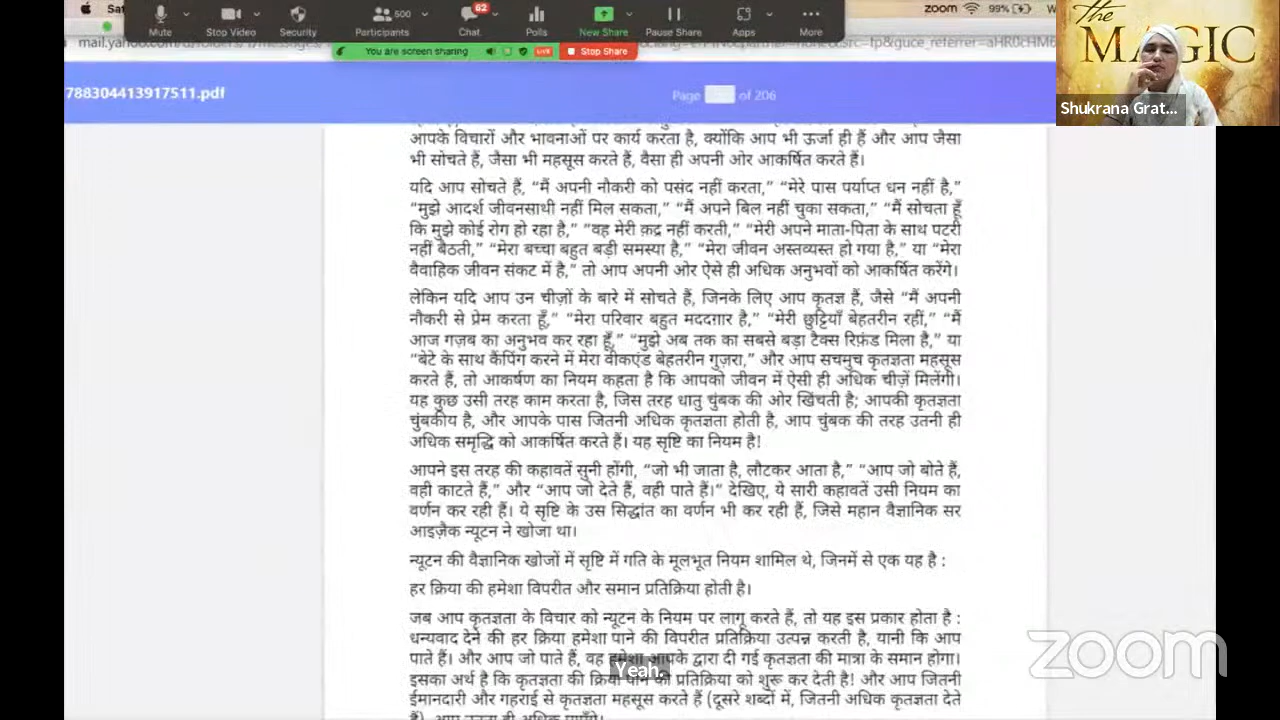 Sat
zoom
99%
W
Mute
Stop Video
Security
500
Participants
62
Chat
Polls
New Share
Pause Share
Apps
More
You are screen sharing
LIVE
Stop Share
The
MAGIC
Shukrana Grat...
788304413917511.pdf
Page of 206
आपके विचारों और भावनाओं पर कार्य करता है, क्योंकि आप भी ऊर्जा ही हैं और आप जैसा
भी सोचते हैं, जैसा भी महसूस करते हैं, वैसा ही अपनी ओर आकर्षित करते हैं।
यदि आप सोचते हैं, “मैं अपनी नौकरी को पसंद नहीं करता,” “मेरे पास पर्याप्त धन नहीं है,”
“मुझे आदर्श जीवनसाथी नहीं मिल सकता,” “मैं अपने बिल नहीं चुका सकता,” “मैं सोचता हूँ
कि मुझे कोई रोग हो रहा है,” “वह मेरी क़द्र नहीं करती,” “मेरी अपने माता-पिता के साथ पटरी
नहीं बैठती,” “मेरा बच्चा बहुत बड़ी समस्या है,” “मेरा जीवन अस्तव्यस्त हो गया है,” या “मेरा
वैवाहिक जीवन संकट में है,” तो आप अपनी ओर ऐसे ही अधिक अनुभवों को आकर्षित करेंगे।
लेकिन यदि आप उन चीज़ों के बारे में सोचते हैं, जिनके लिए आप कृतज्ञ हैं, जैसे “मैं अपनी
नौकरी से प्रेम करता हूँ,” “मेरा परिवार बहुत मददग़ार है,” “मेरी छुट्टियाँ बेहतरीन रहीं,” “मैं
आज गज़ब का अनुभव कर रहा हूँ,” “मुझे अब तक का सबसे बड़ा टैक्स रिफ़ंड मिला है,” या
“बेटे के साथ कैंपिंग करने में मेरा वीकएंड बेहतरीन गुज़रा,” और आप सचमुच कृतज्ञता महसूस
करते हैं, तो आकर्षण का नियम कहता है कि आपको जीवन में ऐसी ही अधिक चीज़ें मिलेंगी।
यह कुछ उसी तरह काम करता है, जिस तरह धातु चुंबक की ओर खिंचती है; आपकी कृतज्ञता
चुंबकीय है, और आपके पास जितनी अधिक कृतज्ञता होती है, आप चुंबक की तरह उतनी ही
अधिक समृद्धि को आकर्षित करते हैं। यह सृष्टि का नियम है!
आपने इस तरह की कहावतें सुनी होंगी, “जो भी जाता है, लौटकर आता है,” “आप जो बोते हैं,
वही काटते हैं,” और “आप जो देते हैं, वही पाते हैं।” देखिए, ये सारी कहावतें उसी नियम का
वर्णन कर रही हैं। ये सृष्टि के उस सिद्धांत का वर्णन भी कर रही हैं, जिसे महान वैज्ञानिक सर
आइज़ैक न्यूटन ने खोजा था।
न्यूटन की वैज्ञानिक खोजों में सृष्टि में गति के मूलभूत नियम शामिल थे, जिनमें से एक यह है :
हर क्रिया की हमेशा विपरीत और समान प्रतिक्रिया होती है।
जब आप कृतज्ञता के विचार को न्यूटन के नियम पर लागू करते हैं, तो यह इस प्रकार होता है :
धन्यवाद देने की हर क्रिया हमेशा पाने की विपरीत प्रतिक्रिया उत्पन्न करती है, यानी कि आप
पाते हैं। और आप जो पाते हैं, वह हमेशा आपके द्वारा दी गई कृतज्ञता की मात्रा के समान होगा।
इसका अर्थ है कि कृतज्ञता की क्रिया पाने की प्रतिक्रिया को शुरू कर देती है! और आप जितनी
ईमानदारी और गहराई से कृतज्ञता महसूस करते हैं (दूसरे शब्दों में, जितनी अधिक कृतज्ञता देते
Yeah.
zoom